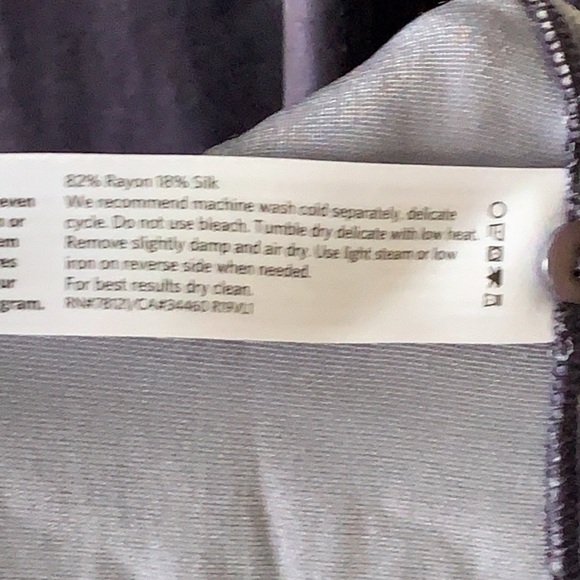 82% Rayon 18% Silk
even We recommend machine wash cold separately, delicate
or cycle. Do not use bleach. Tumble dry delicate with low heat.
em Remove slightly damp and air dry. Use light steam or low
es iron on reverse side when needed.
ur For best results dry clean.
gram.